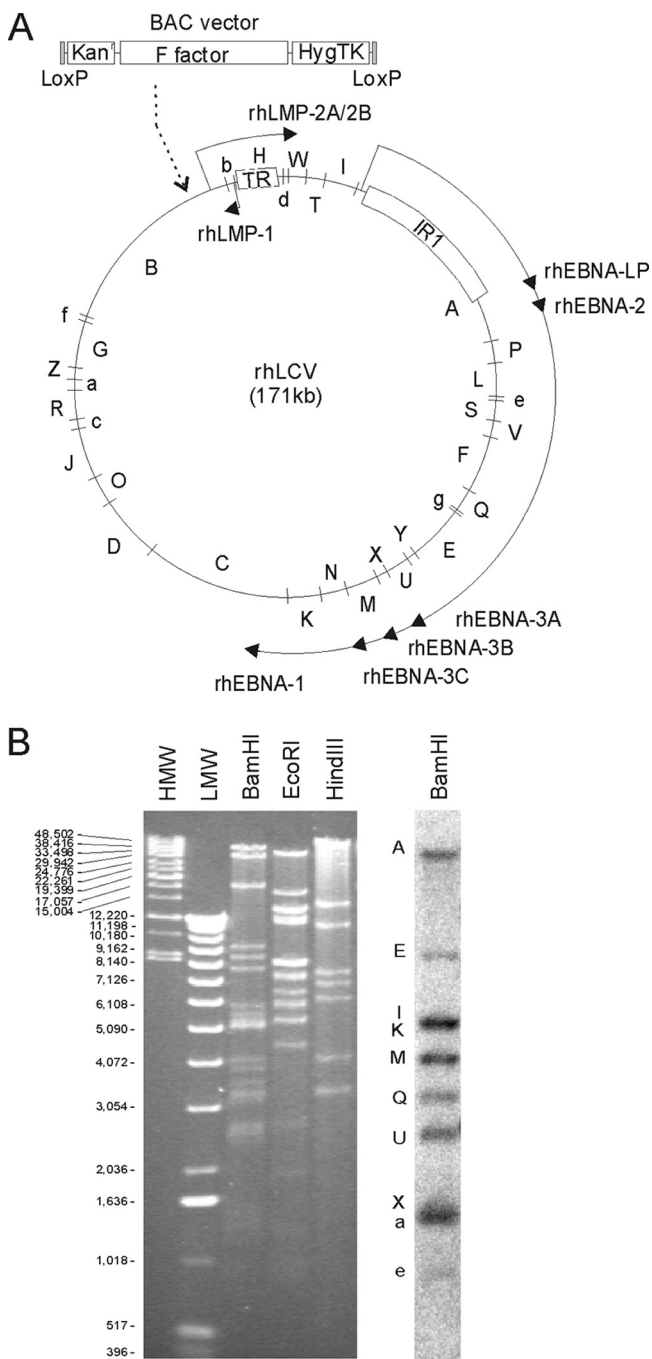 A
BAC vector
Kanʳ F factor HygTK
LoxP LoxP
rhLMP-2A/2B
b H W I
TR d T
rhLMP-1
IR1
B
rhEBNA-LP
A rhEBNA-2
f
G P
Z rhLCV L
a (171kb) e
R S
c V
J F
O Q
g
D Y E
C X U
N M
K
rhEBNA-3A
rhEBNA-3B
rhEBNA-3C
rhEBNA-1
B
HMW LMW BamHI EcoRI HindIII BamHI
48,502
38,416
33,498
29,942
24,776
22,261
19,399
17,057
15,004
12,220
11,198
10,180
9,162
8,140
7,126
6,108
5,090
4,072
3,054
2,036
1,636
1,018
517
396
A
E
I
K
M
Q
U
X
a
e